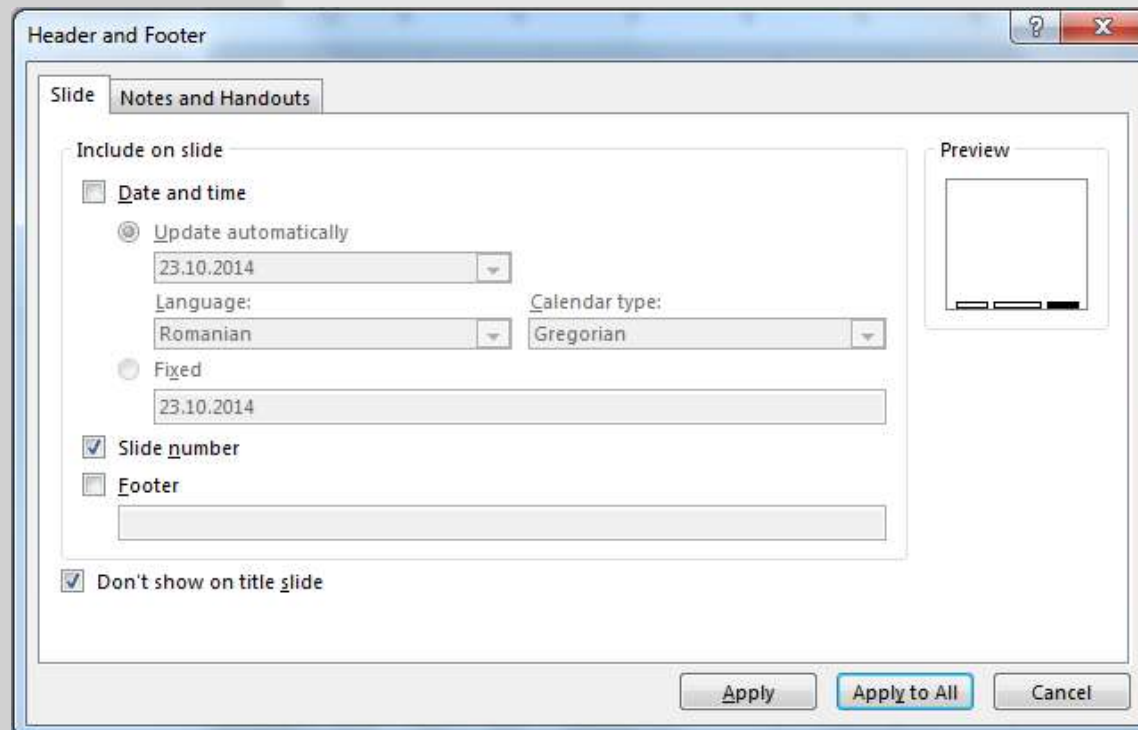 Header and Footer
Slide
Notes and Handouts
Include on slide
Preview
Date and time
Update automatically
23.10.2014
Language:
Calendar type:
Romanian
Gregorian
Fixed
23.10.2014
Slide number
Footer
Don't show on title slide
Apply
Apply to All
Cancel